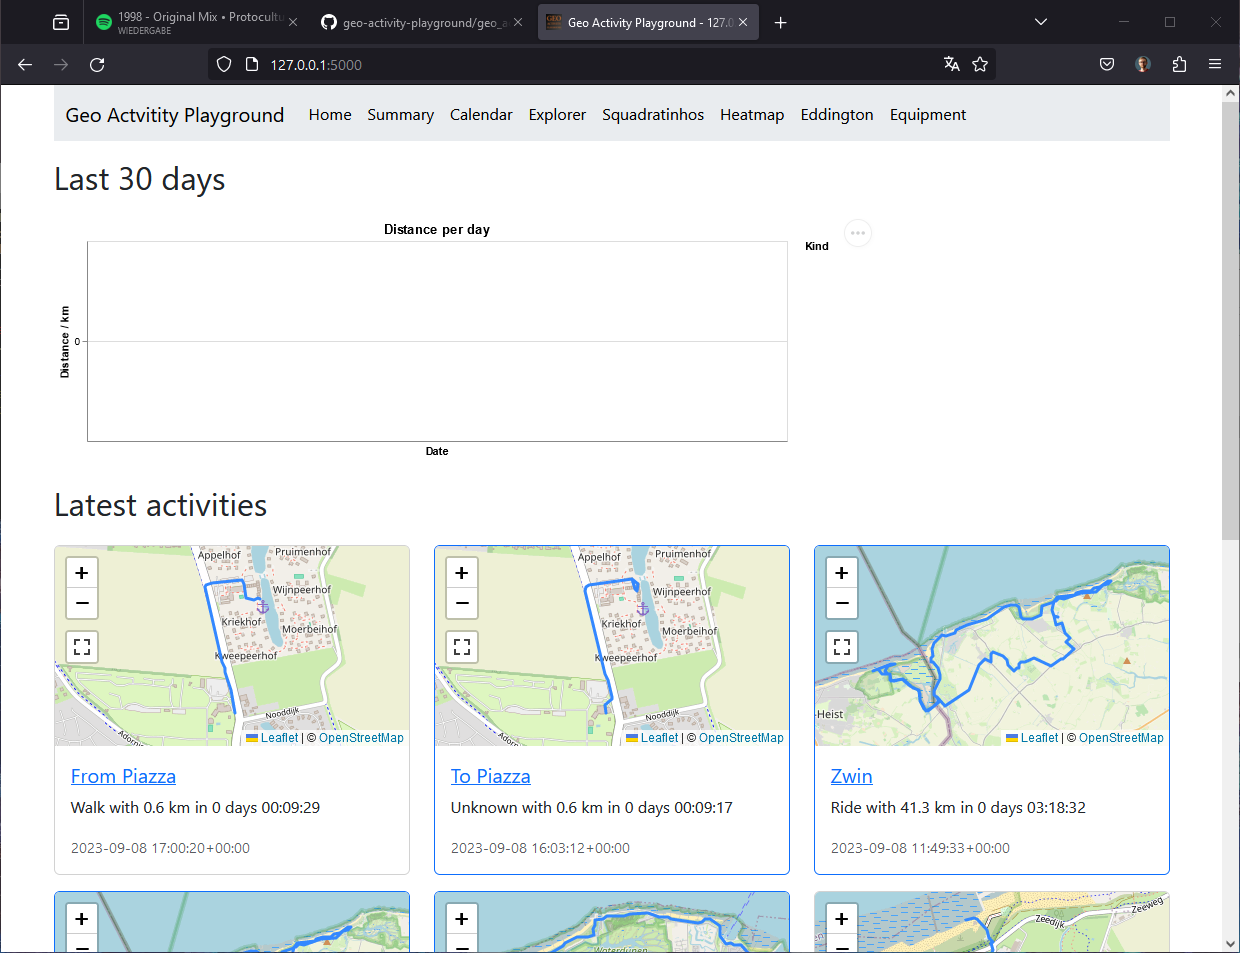 1998 - Original Mix • Protocultu
WIEDERGABE
geo-activity-playground/geo_a
Geo Activity Playground - 127.0
127.0.0.1:5000
Geo Actvitity Playground
Home
Summary
Calendar
Explorer
Squadratinhos
Heatmap
Eddington
Equipment
Last 30 days
Distance per day
Kind
Distance / km
0
Date
Latest activities
+
−
Appelhof
Pruimenhof
Wijnpeerhof
Kriekhof
Moerbeihof
Kweepeerhof
Nooddijk
Adornis
Leaflet | © OpenStreetMap
From Piazza
Walk with 0.6 km in 0 days 00:09:29
2023-09-08 17:00:20+00:00
+
−
Appelhof
Pruimenhof
Wijnpeerhof
Kriekhof
Moerbeihof
Kweepeerhof
Nooddijk
Adornis
Leaflet | © OpenStreetMap
To Piazza
Unknown with 0.6 km in 0 days 00:09:17
2023-09-08 16:03:12+00:00
+
−
Heist
Leaflet | © OpenStreetMap
Zwin
Ride with 41.3 km in 0 days 03:18:32
2023-09-08 11:49:33+00:00
+
−
+
−
Waterdunen
+
−
Zeedijk
Zeeweg